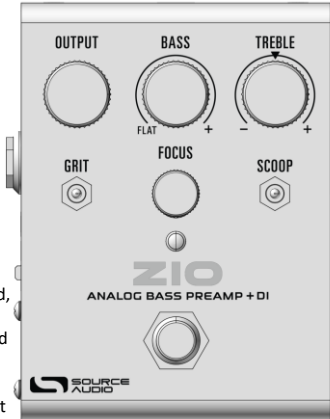 OUTPUT
BASS
TREBLE
FLAT
+
-
+
GRIT
FOCUS
SCOOP
ZIO
ANALOG BASS PREAMP + DI
SOURCE
AUDIO